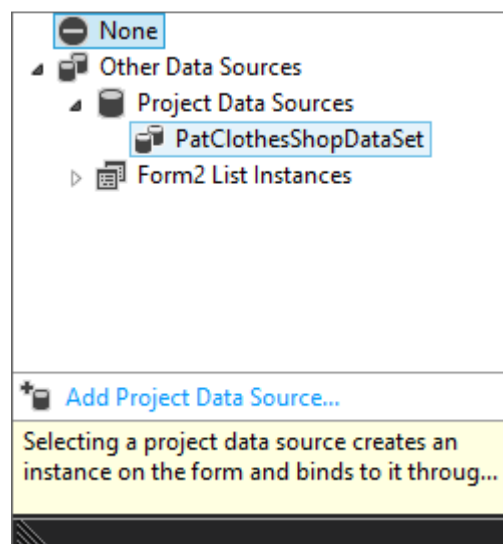 None
Other Data Sources
Project Data Sources
PatClothesShopDataSet
Form2 List Instances
Add Project Data Source...
Selecting a project data source creates an
instance on the form and binds to it throug...